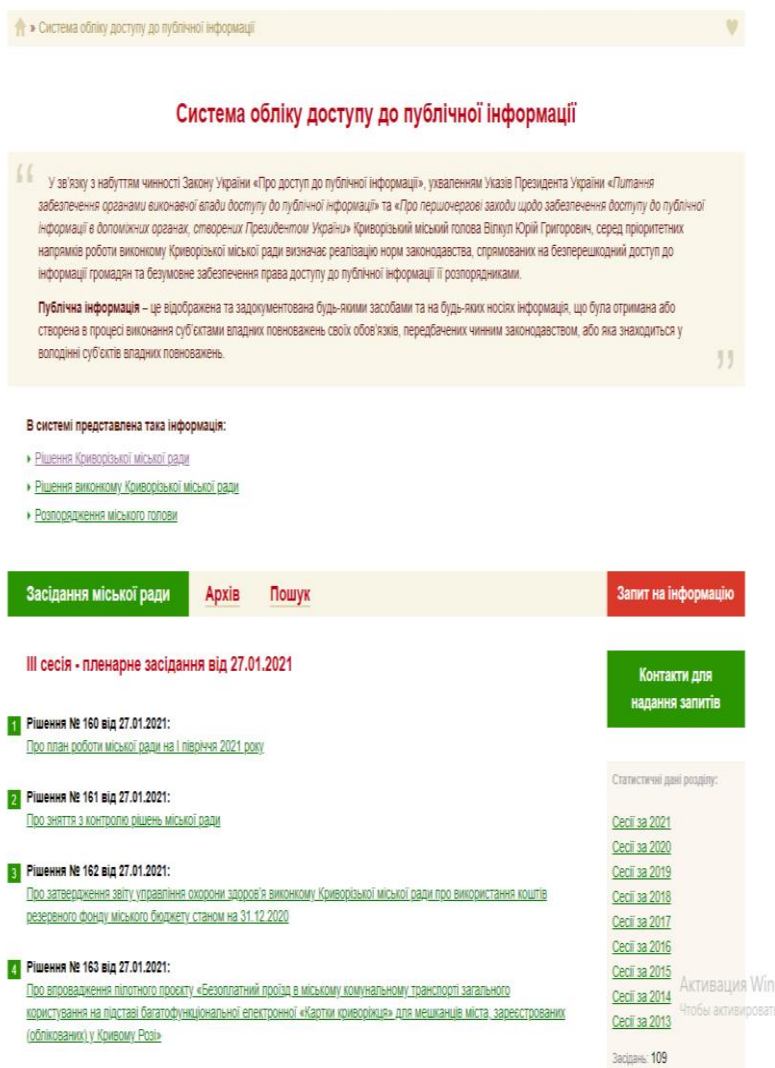 » Система обліку доступу до публічної інформації
Система обліку доступу до публічної інформації
“ У зв'язку з набуттям чинності Закону України «Про доступ до публічної інформації», ухваленням Указів Президента України «Питання
забезпечення органами виконавчої влади доступу до публічної інформації» та «Про першочергові заходи щодо забезпечення доступу до публічної
інформації в допоміжних органах, створених Президентом України» Криворізький міський голова Вілкул Юрій Григорович, серед пріоритетних
напрямків роботи виконкому Криворізької міської ради визначає реалізацію норм законодавства, спрямованих на безперешкодний доступ до
інформації громадян та безумовне забезпечення права доступу до публічної інформації її розпорядниками.
Публічна інформація – це відображена та задокументована будь-якими засобами та на будь-яких носіях інформація, що була отримана або
створена в процесі виконання суб'єктами владних повноважень своїх обов'язків, передбачених чинним законодавством, або яка знаходиться у
володінні суб'єктів владних повноважень. ”
В системі представлена така інформація:
Рішення Криворізької міської ради
Рішення виконкому Криворізької міської ради
Розпорядження міського голови
Засідання міської ради Архів Пошук Запит на інформацію
ІІІ сесія - пленарне засідання від 27.01.2021
1 Рішення № 160 від 27.01.2021:
Про план роботи міської ради на І півріччя 2021 року
2 Рішення № 161 від 27.01.2021:
Про зняття з контролю рішень міської ради
3 Рішення № 162 від 27.01.2021:
Про затвердження звіту управління охорони здоров'я виконкому Криворізької міської ради про використання коштів
резервного фонду міського бюджету станом на 31.12.2020
4 Рішення № 163 від 27.01.2021:
Про впровадження пілотного проєкту «Безоплатний проїзд в міському комунальному транспорті загального
користування на підставі багатофункціональної електронної «Картки криворіжця» для мешканців міста, зареєстрованих
(облікованих) у Кривому Розі»
Контакти для
надання запитів
Статистичні дані розділу:
Сесії за 2021
Сесії за 2020
Сесії за 2019
Сесії за 2018
Сесії за 2017
Сесії за 2016
Сесії за 2015
Сесії за 2014
Сесії за 2013
Засідань: 109
Активация Win
Чтобы активировать